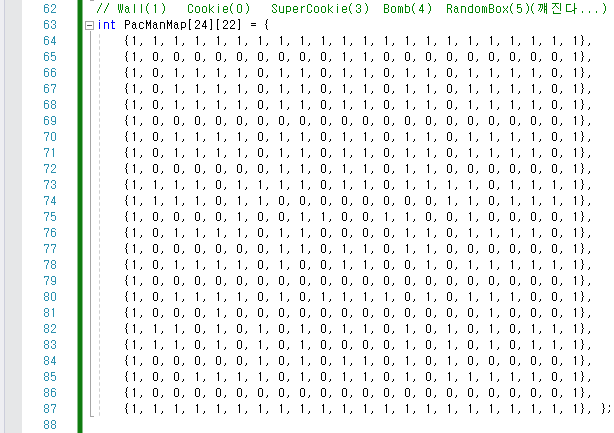 // Wall(1)   Cookie(0)   SuperCookie(3)  Bomb(4)  RandomBox(5)(깨진다...)
int PacManMap[24][22] = {
{1, 1, 1, 1, 1, 1, 1, 1, 1, 1, 1, 1, 1, 1, 1, 1, 1, 1, 1, 1, 1, 1},
{1, 0, 0, 0, 0, 0, 0, 0, 0, 0, 1, 1, 0, 0, 0, 0, 0, 0, 0, 0, 0, 1},
{1, 0, 1, 1, 1, 1, 0, 1, 1, 0, 1, 1, 0, 1, 1, 0, 1, 1, 1, 1, 0, 1},
{1, 0, 1, 1, 1, 1, 0, 1, 1, 0, 1, 1, 0, 1, 1, 0, 1, 1, 1, 1, 0, 1},
{1, 0, 1, 1, 1, 1, 0, 1, 1, 0, 1, 1, 0, 1, 1, 0, 1, 1, 1, 1, 0, 1},
{1, 0, 0, 0, 0, 0, 0, 0, 0, 0, 0, 0, 0, 0, 0, 0, 0, 0, 0, 0, 0, 1},
{1, 0, 1, 1, 1, 1, 0, 1, 1, 0, 1, 1, 0, 1, 1, 0, 1, 1, 1, 1, 0, 1},
{1, 0, 1, 1, 1, 1, 0, 1, 1, 0, 1, 1, 0, 1, 1, 0, 1, 1, 1, 1, 0, 1},
{1, 0, 0, 0, 0, 0, 0, 1, 1, 0, 1, 1, 0, 1, 1, 0, 0, 0, 0, 0, 0, 1},
{1, 1, 1, 1, 1, 1, 0, 1, 1, 0, 1, 1, 0, 1, 1, 0, 1, 1, 1, 1, 0, 1},
{1, 1, 1, 1, 1, 1, 0, 0, 0, 0, 0, 0, 0, 0, 0, 0, 1, 1, 0, 1, 1, 1},
{1, 0, 0, 0, 0, 1, 0, 1, 1, 1, 0, 0, 1, 1, 1, 0, 1, 0, 0, 0, 0, 1},
{1, 0, 1, 1, 1, 1, 0, 1, 1, 0, 1, 1, 0, 1, 1, 0, 1, 1, 1, 1, 0, 1},
{1, 0, 0, 0, 0, 0, 0, 1, 1, 0, 1, 1, 0, 1, 1, 0, 0, 0, 0, 0, 0, 1},
{1, 0, 1, 1, 1, 1, 0, 1, 1, 0, 1, 1, 0, 1, 1, 0, 1, 1, 1, 1, 1, 1},
{1, 0, 0, 0, 0, 0, 0, 0, 0, 0, 0, 0, 0, 0, 0, 0, 0, 0, 0, 0, 0, 1},
{1, 0, 0, 1, 1, 1, 0, 1, 0, 1, 1, 1, 1, 0, 1, 0, 1, 1, 1, 0, 0, 1},
{1, 0, 0, 0, 0, 1, 0, 1, 0, 0, 1, 1, 0, 0, 1, 0, 1, 0, 0, 0, 0, 1},
{1, 1, 1, 0, 1, 0, 1, 0, 1, 0, 1, 1, 0, 1, 0, 1, 0, 1, 0, 1, 1, 1},
{1, 1, 1, 0, 1, 1, 1, 0, 1, 0, 1, 1, 0, 1, 0, 1, 1, 1, 0, 1, 1, 1},
{1, 0, 0, 0, 0, 0, 1, 0, 1, 0, 1, 1, 0, 1, 0, 1, 0, 0, 0, 0, 0, 1},
{1, 0, 0, 1, 1, 1, 1, 0, 1, 0, 1, 1, 0, 1, 0, 1, 1, 1, 1, 0, 0, 1},
{1, 0, 0, 0, 0, 0, 0, 0, 0, 0, 0, 0, 0, 0, 0, 0, 0, 0, 0, 0, 0, 1},
{1, 1, 1, 1, 1, 1, 1, 1, 1, 1, 1, 1, 1, 1, 1, 1, 1, 1, 1, 1, 1, 1}, };